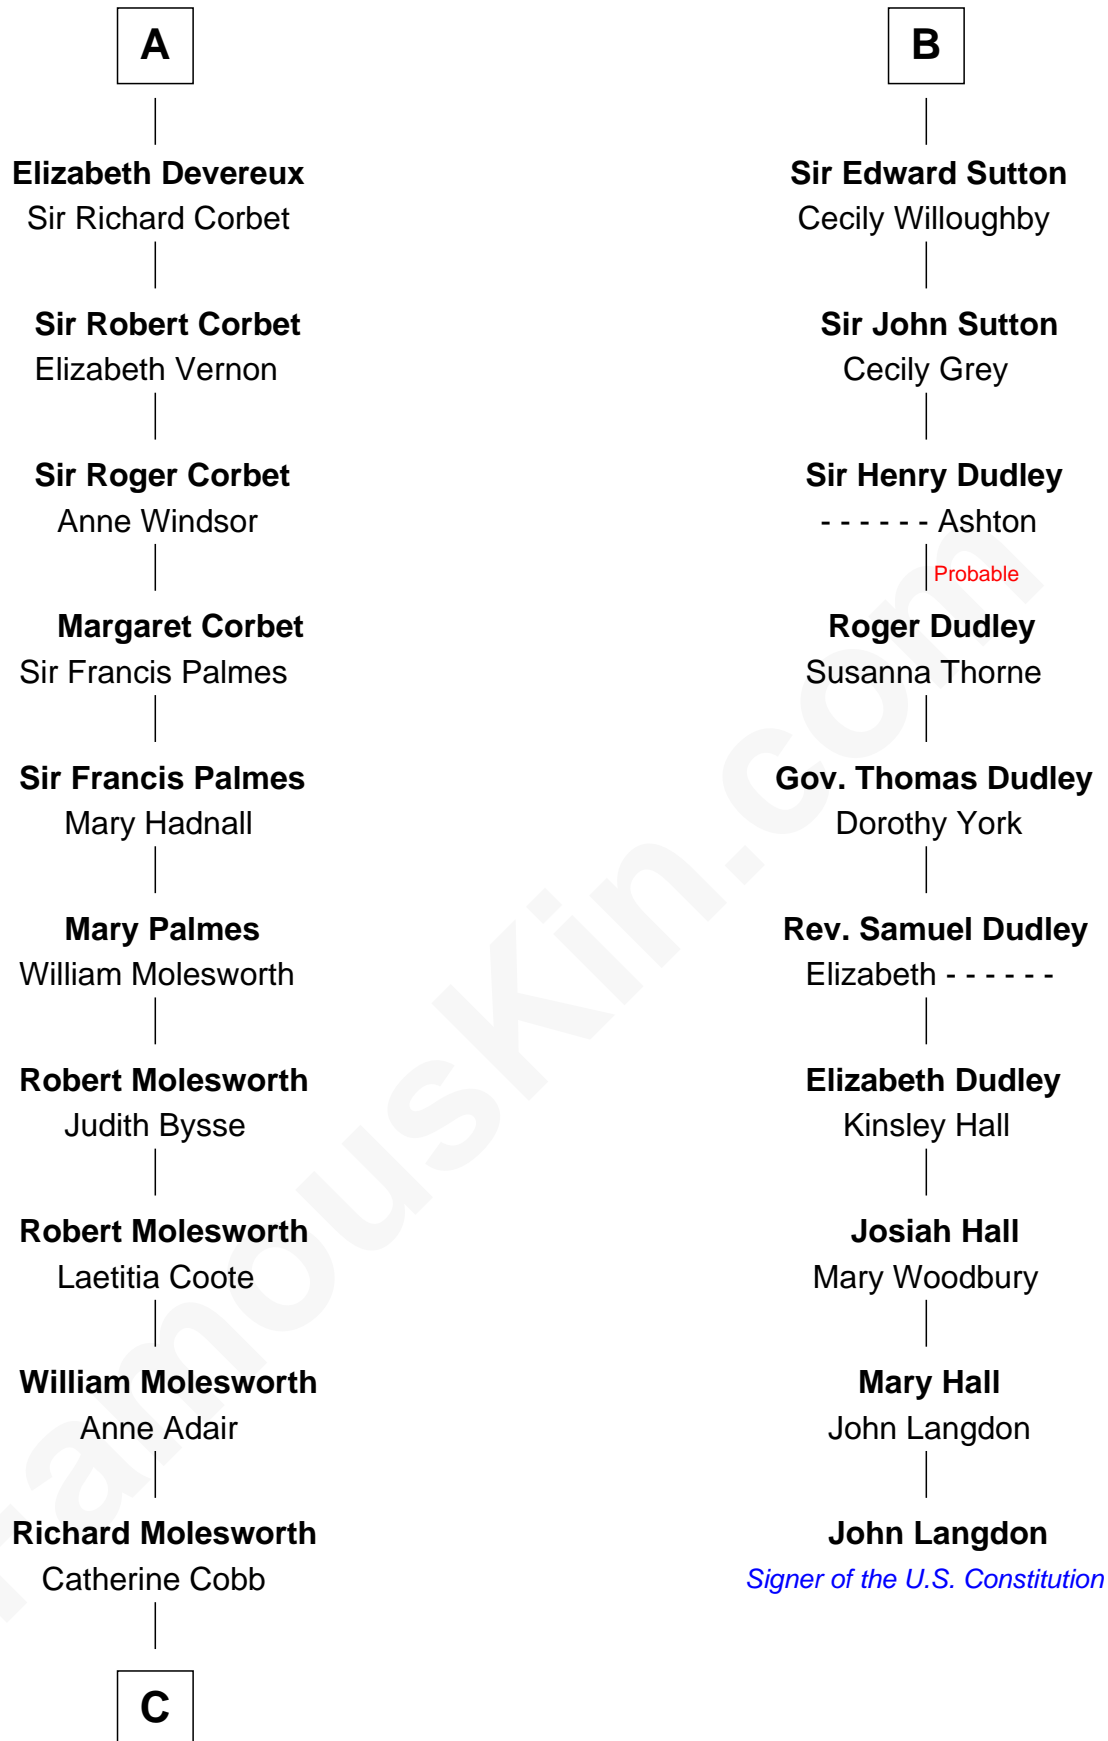 A
Elizabeth Devereux
Sir Richard Corbet
Sir Robert Corbet
Elizabeth Vernon
Sir Roger Corbet
Anne Windsor
Margaret Corbet
Sir Francis Palmes
Sir Francis Palmes
Mary Hadnall
Mary Palmes
William Molesworth
Robert Molesworth
Judith Bysse
Robert Molesworth
Laetitia Coote
William Molesworth
Anne Adair
Richard Molesworth
Catherine Cobb
C
B
Sir Edward Sutton
Cecily Willoughby
Sir John Sutton
Cecily Grey
Sir Henry Dudley
- - - - - - Ashton
Probable
Roger Dudley
Susanna Thorne
Gov. Thomas Dudley
Dorothy York
Rev. Samuel Dudley
Elizabeth - - - - - -
Elizabeth Dudley
Kinsley Hall
Josiah Hall
Mary Woodbury
Mary Hall
John Langdon
John Langdon
Signer of the U.S. Constitution
FamousKin.com